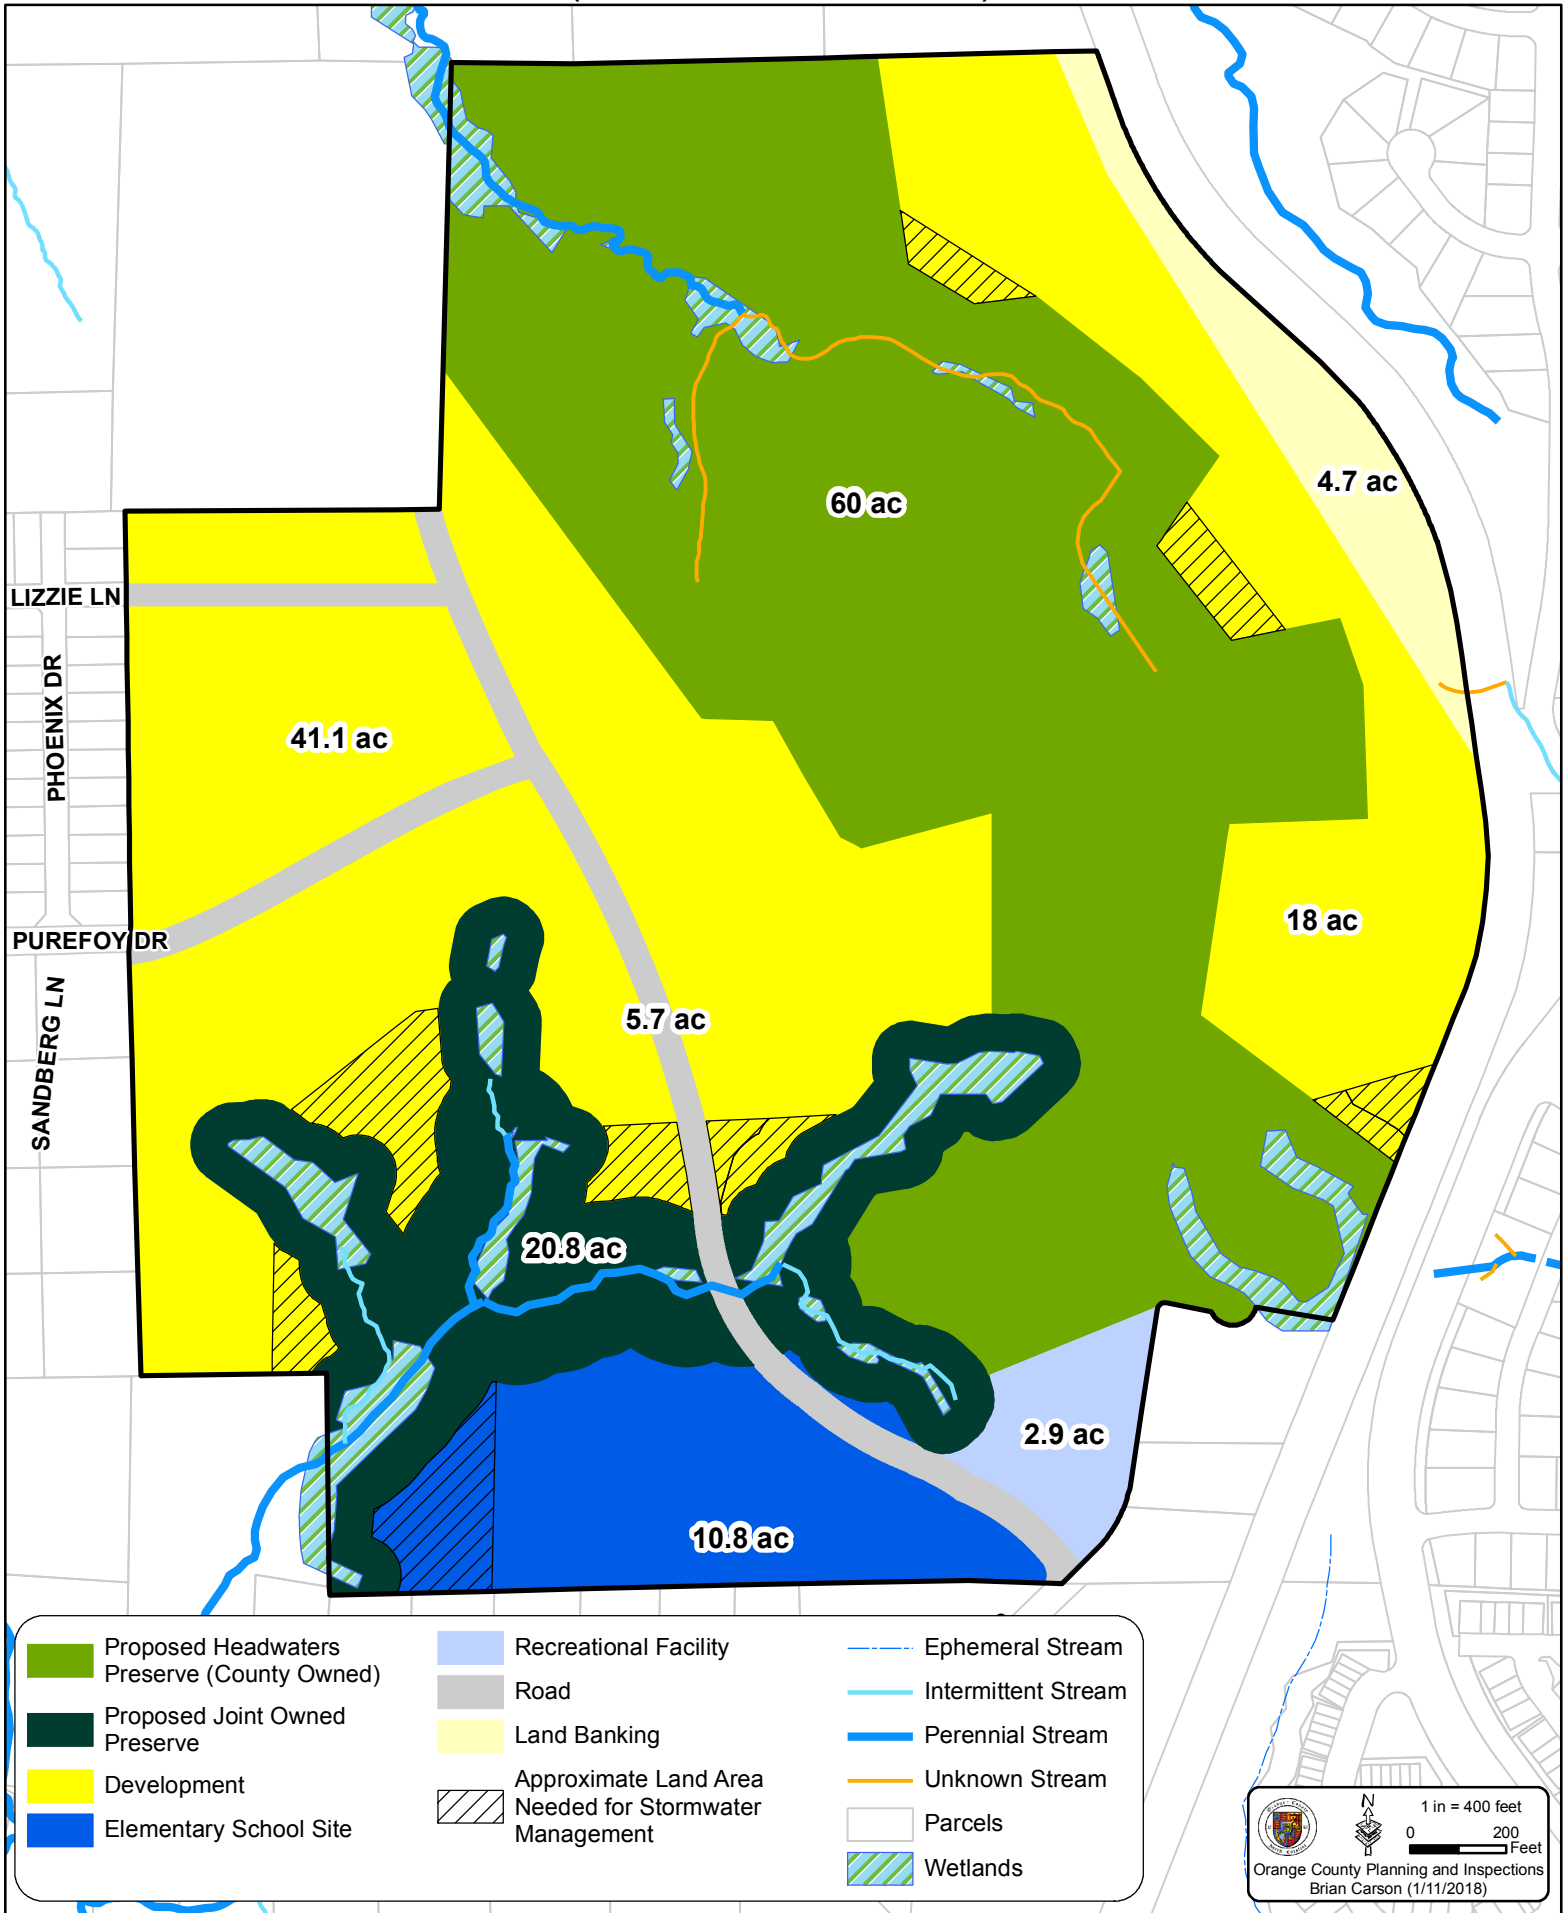 4.7 ac
60 ac
LIZZIE LN
PHOENIX DR
41.1 ac
18 ac
PUREFOY DR
SANDBERG LN
5.7 ac
20.8 ac
2.9 ac
10.8 ac
Proposed Headwaters
Preserve (County Owned)
Proposed Joint Owned
Preserve
Development
Elementary School Site
Recreational Facility
Road
Land Banking
Approximate Land Area
Needed for Stormwater
Management
Ephemeral Stream
Intermittent Stream
Perennial Stream
Unknown Stream
Parcels
Wetlands
N
1 in = 400 feet
0 200
Feet
Orange County Planning and Inspections
Brian Carson (1/11/2018)